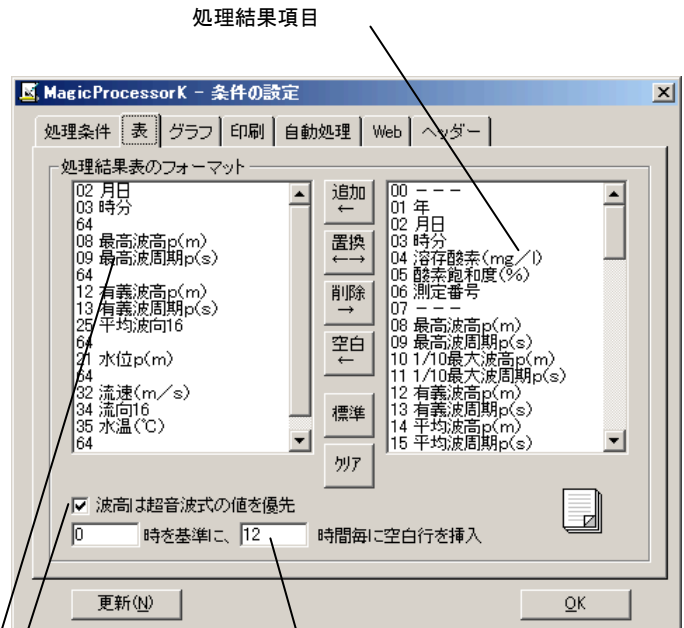 処理結果項目
MagicProcessorK - 条件の設定
処理条件 表 グラフ 印刷 自動処理 Web ヘッダー
処理結果表のフォーマット
02 月日
03 時分
64
08 最高波高p(m)
09 最高波周期p(s)
64
12 有義波高p(m)
13 有義波周期p(s)
25 平均波向16
64
21 水位p(m)
64
32 流速(m/s)
34 流向16
35 水温(℃)
64
追加
←
置換
←→
削除
→
空白
←
標準
クリア
00 ---
01 年
02 月日
03 時分
04 溶存酸素(mg/l)
05 酸素飽和度(%)
06 測定番号
07 ---
08 最高波高p(m)
09 最高波周期p(s)
10 1/10最大波高p(m)
11 1/10最大波周期p(s)
12 有義波高p(m)
13 有義波周期p(s)
14 平均波高p(m)
15 平均波周期p(s)
波高は超音波式の値を優先
0 時を基準に、 12 時間毎に空白行を挿入
更新(N) OK